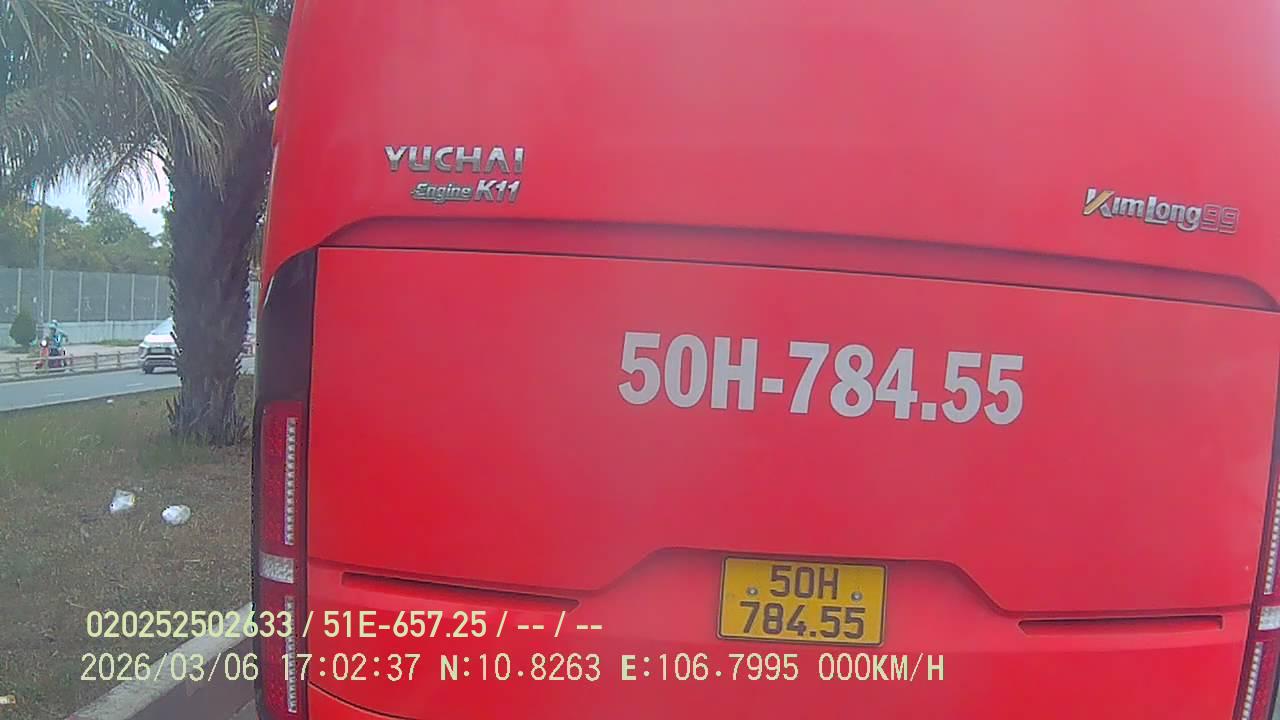 YUCHAI
Engine K11
KimLong99
50H-784.55
50H
784.55
020252502633 / 51E-657.25 / -- / --
2026/03/06 17:02:37 N:10.8263 E:106.7995 000KM/H